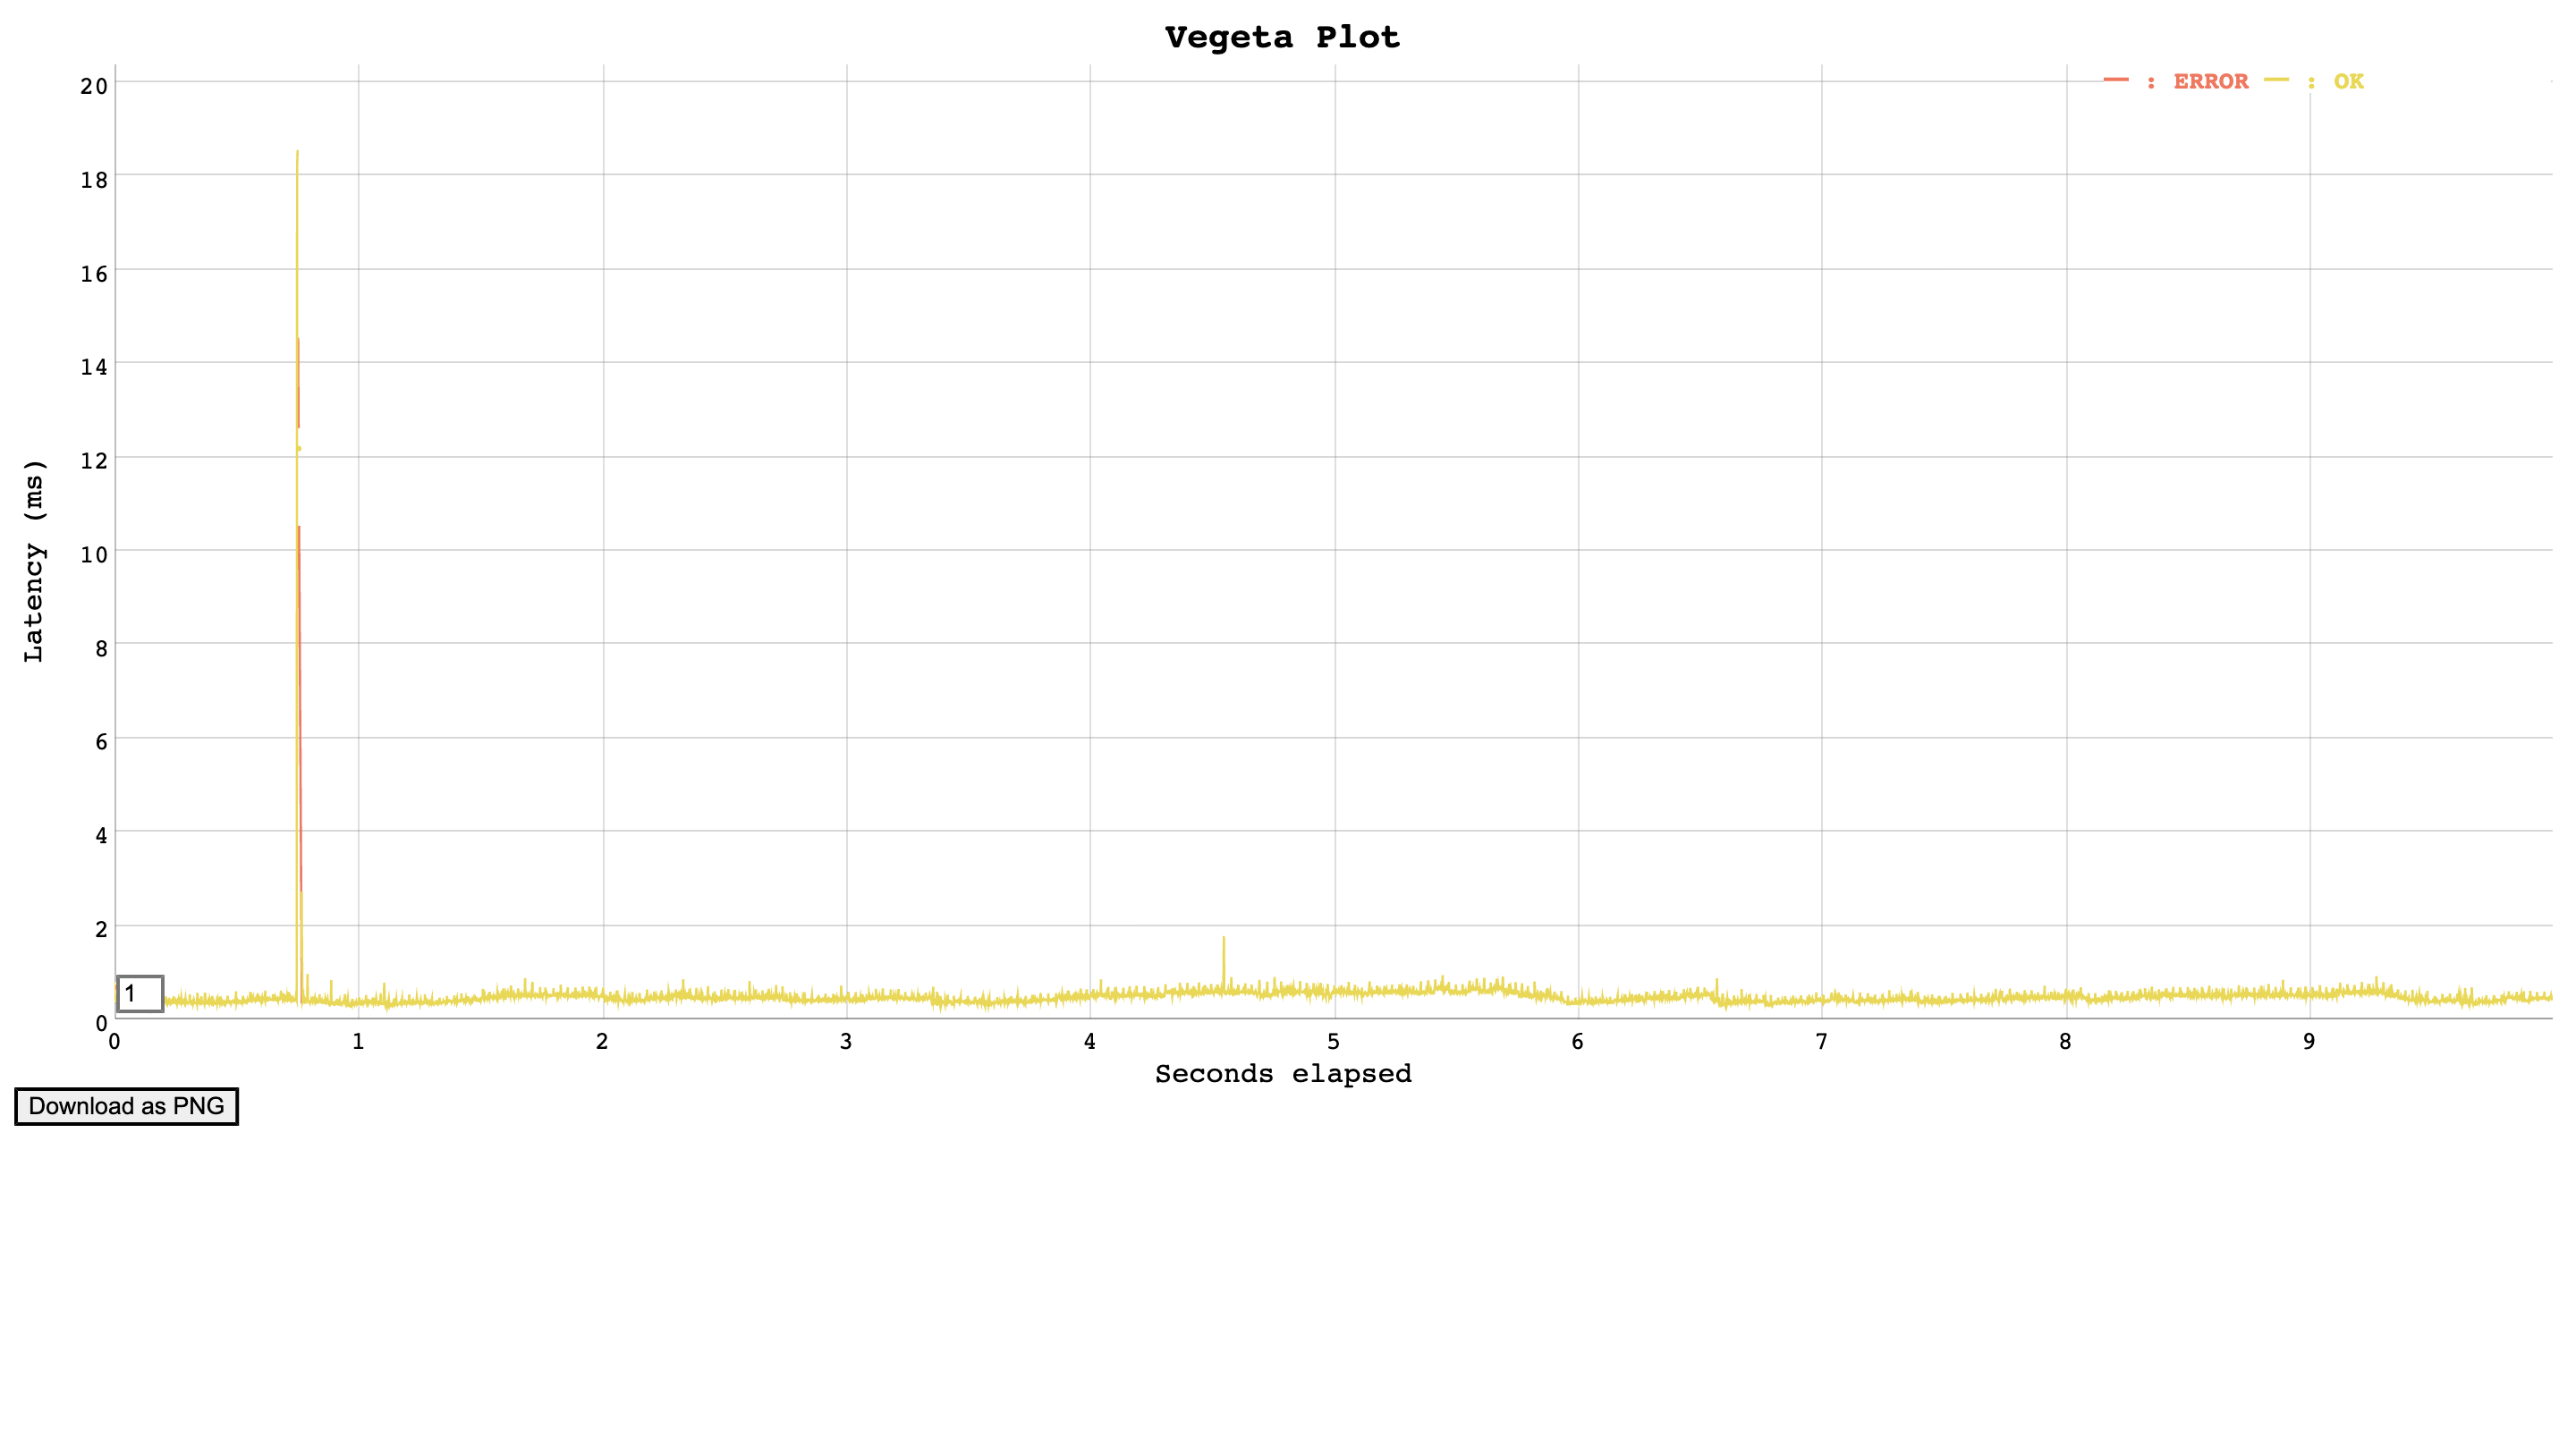 Vegeta Plot
— : ERROR — : OK
Latency (ms)
20
18
16
14
12
10
8
6
4
2
0
1
0 1 2 3 4 5 6 7 8 9
Seconds elapsed
Download as PNG